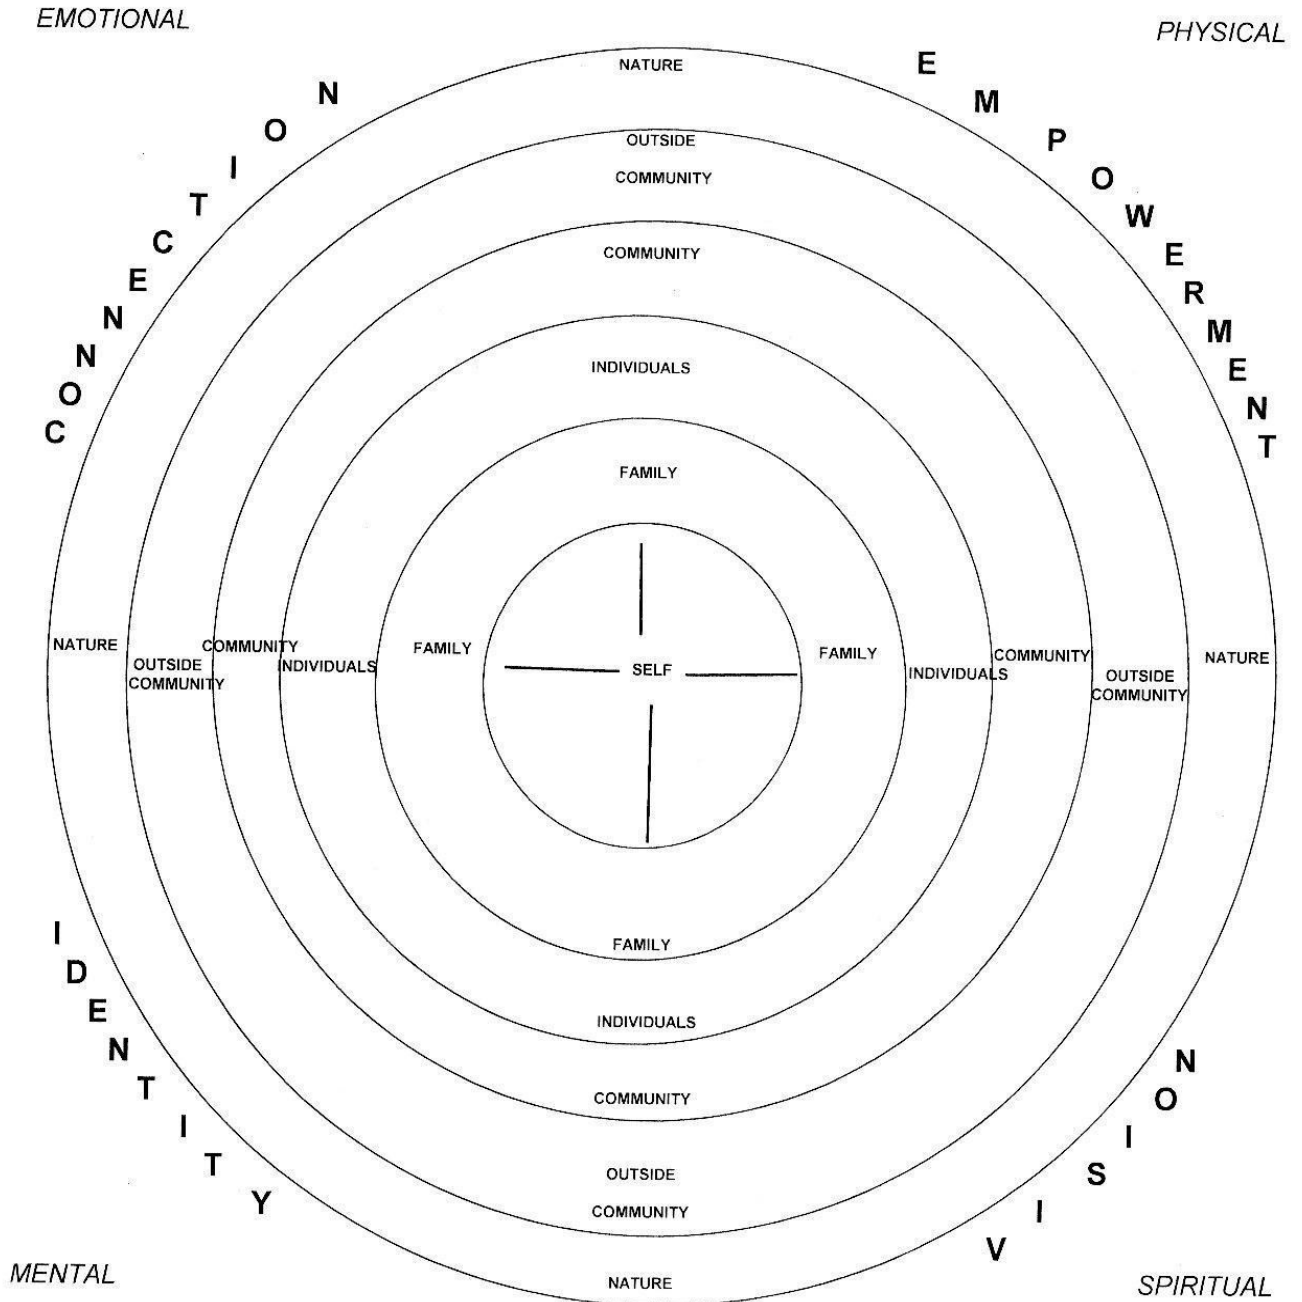 EMOTIONAL
PHYSICAL
CONNECTION
EMPOWERMENT
NATURE
OUTSIDE
COMMUNITY
COMMUNITY
INDIVIDUALS
FAMILY
NATURE
OUTSIDE
COMMUNITY
COMMUNITY
INDIVIDUALS
FAMILY
SELF
FAMILY
INDIVIDUALS
COMMUNITY
OUTSIDE
COMMUNITY
NATURE
FAMILY
INDIVIDUALS
COMMUNITY
OUTSIDE
COMMUNITY
NATURE
IDENTITY
VISION
MENTAL
SPIRITUAL